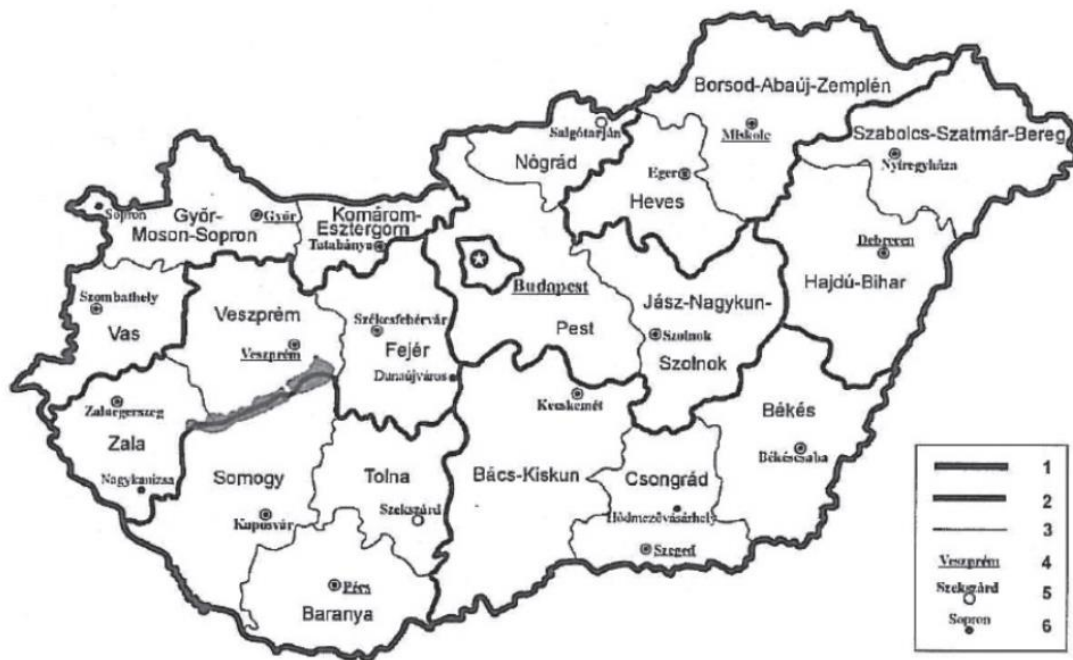 Borsod-Abaúj-Zemplén
Salgótarján
Miskolc
Szabolcs-Szatmár-Bereg
Nógrád
Nyíregyháza
Eger
Heves
Sopron
Győr-
Moson-Sopron
Győr
Komárom-
Esztergom
Tatabánya
Debrecen
Budapest
Hajdú-Bihar
Jász-Nagykun-
Szolnok
Szolnok
Szombathely
Vas
Veszprém
Veszprém
Székesfehérvár
Fejér
Pest
Dunaújváros
Kecskemét
Zalaegerszeg
Zala
Békés
Békéscsaba
Nagykanizsa
Somogy
Tolna
Bács-Kiskun
Csongrád
Kaposvár
Szekszárd
Hódmezővásárhely
Szeged
Pécs
Baranya
1
2
3
Veszprém 4
Szekszárd 5
Sopron 6